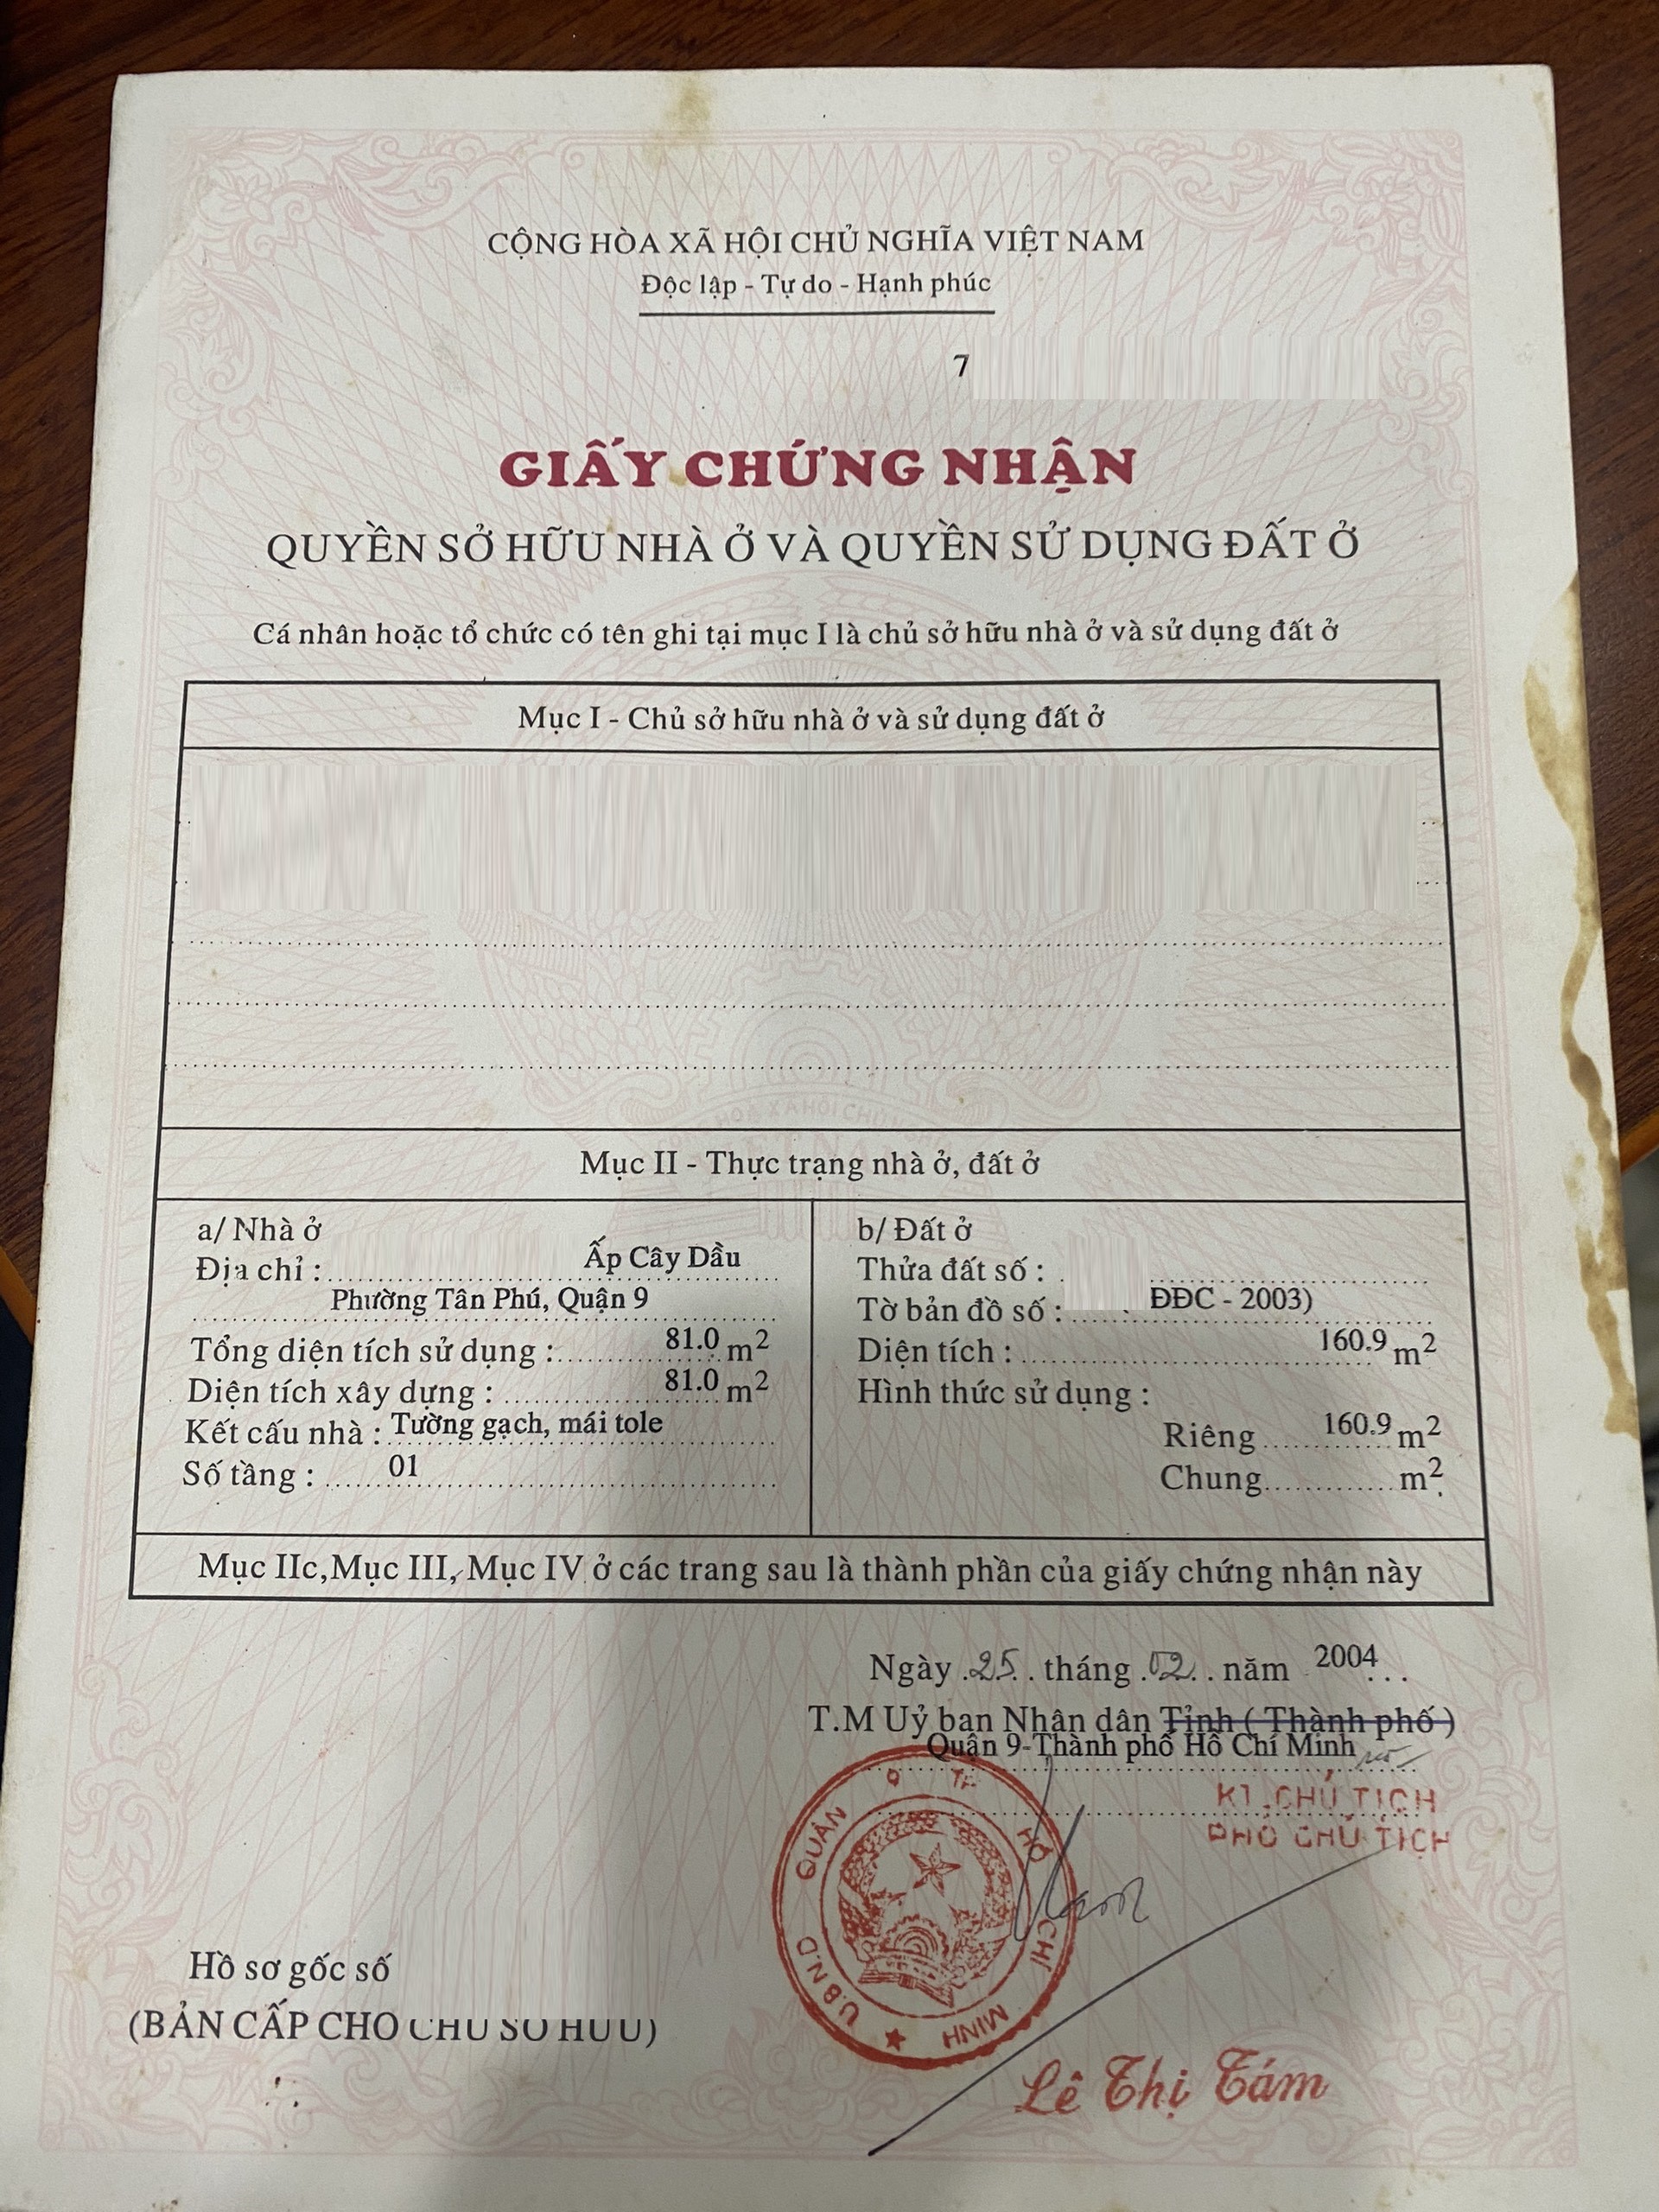 CỘNG HÒA XÃ HỘI CHỦ NGHĨA VIỆT NAM
Độc lập - Tự do - Hạnh phúc
7
GIẤY CHỨNG NHẬN
QUYỀN SỞ HỮU NHÀ Ở VÀ QUYỀN SỬ DỤNG ĐẤT Ở
Cá nhân hoặc tổ chức có tên ghi tại mục I là chủ sở hữu nhà ở và sử dụng đất ở
Mục I - Chủ sở hữu nhà ở và sử dụng đất ở
Mục II - Thực trạng nhà ở, đất ở
a/ Nhà ở
Địa chỉ : Ấp Cây Dầu
Phường Tân Phú, Quận 9
Tổng diện tích sử dụng : 81.0 m2
Diện tích xây dựng : 81.0 m2
Kết cấu nhà : Tường gạch, mái tole
Số tầng : 01
b/ Đất ở
Thửa đất số :
Tờ bản đồ số : ĐĐC - 2003)
Diện tích : 160.9 m2
Hình thức sử dụng :
Riêng 160.9 m2
Chung m2
Mục IIc, Mục III, Mục IV ở các trang sau là thành phần của giấy chứng nhận này
Ngày 25 tháng 02 năm 2004
T.M Uỷ ban Nhân dân Tỉnh ( Thành phố )
Quận 9-Thành phố Hồ Chí Minh
KT.CHỦ TỊCH
PHÓ CHỦ TỊCH
U.B.N.D QUẬN 9 TP HỒ CHÍ MINH
Lê Thị Tám
Hồ sơ gốc số
(BẢN CẤP CHO CHỦ SỞ HỮU)